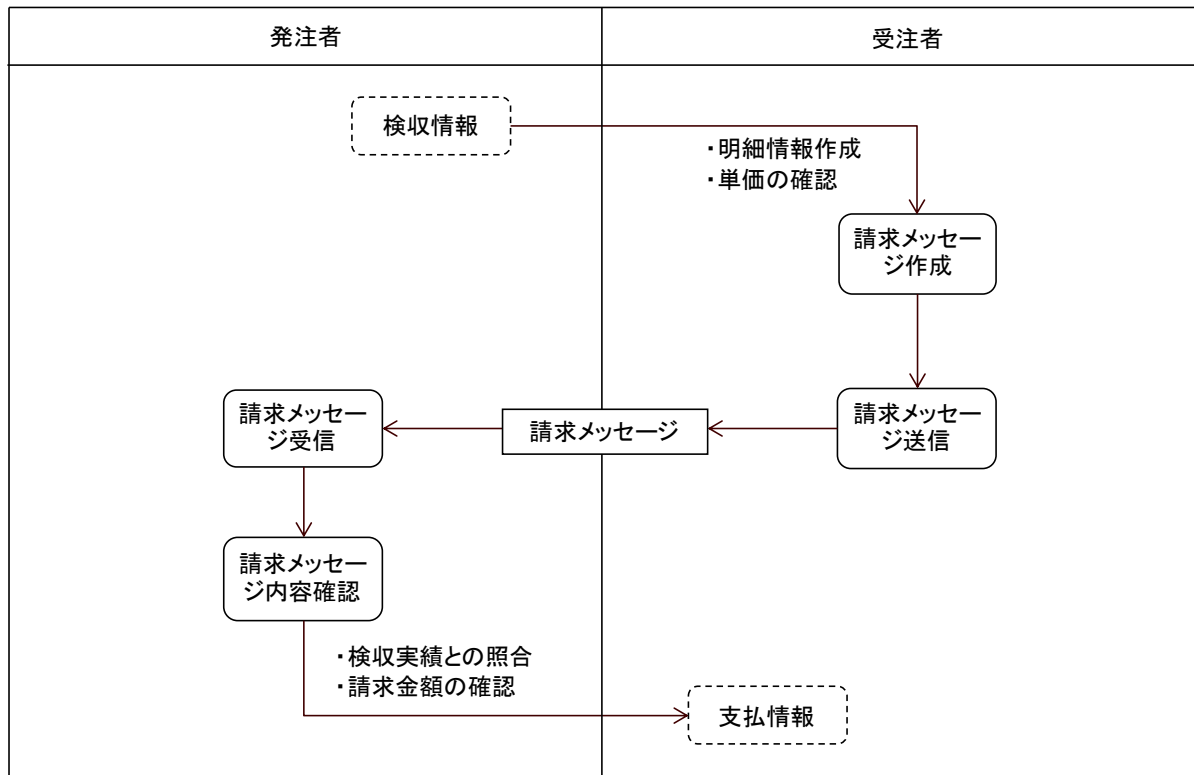 発注者
受注者
検収情報
・明細情報作成
・単価の確認
請求メッセー
ジ作成
請求メッセー
ジ受信
請求メッセージ
請求メッセー
ジ送信
請求メッセー
ジ内容確認
・検収実績との照合
・請求金額の確認
支払情報